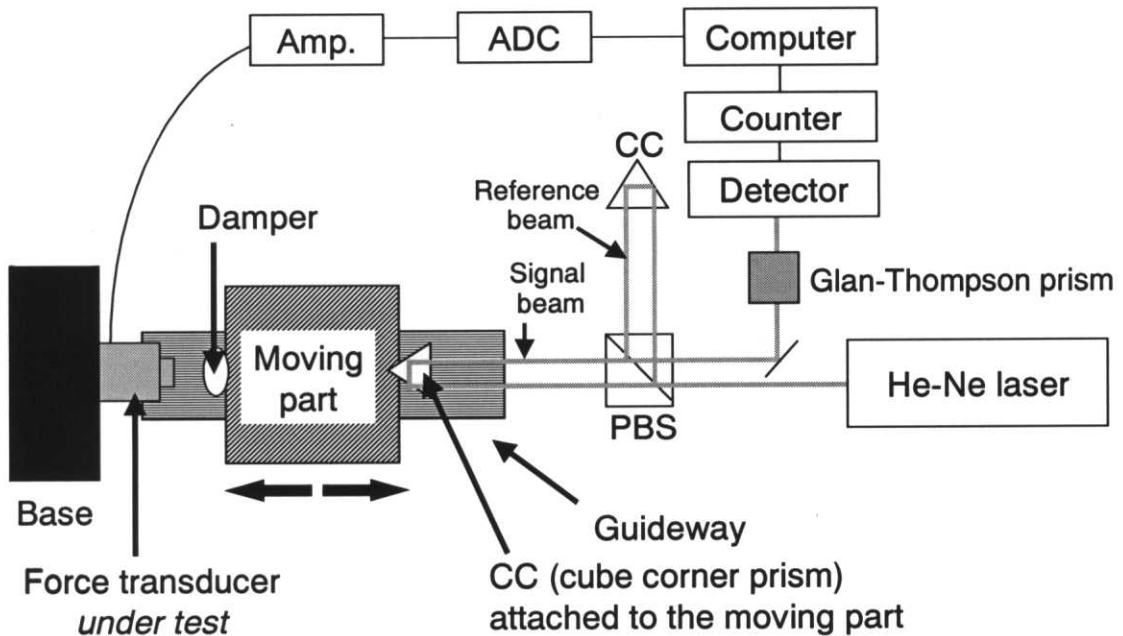 Amp.
ADC
Computer
Counter
CC
Detector
Reference
beam
Damper
Signal
beam
Glan-Thompson prism
Moving
part
He-Ne laser
PBS
Base
Guideway
Force transducer
under test
CC (cube corner prism)
attached to the moving part